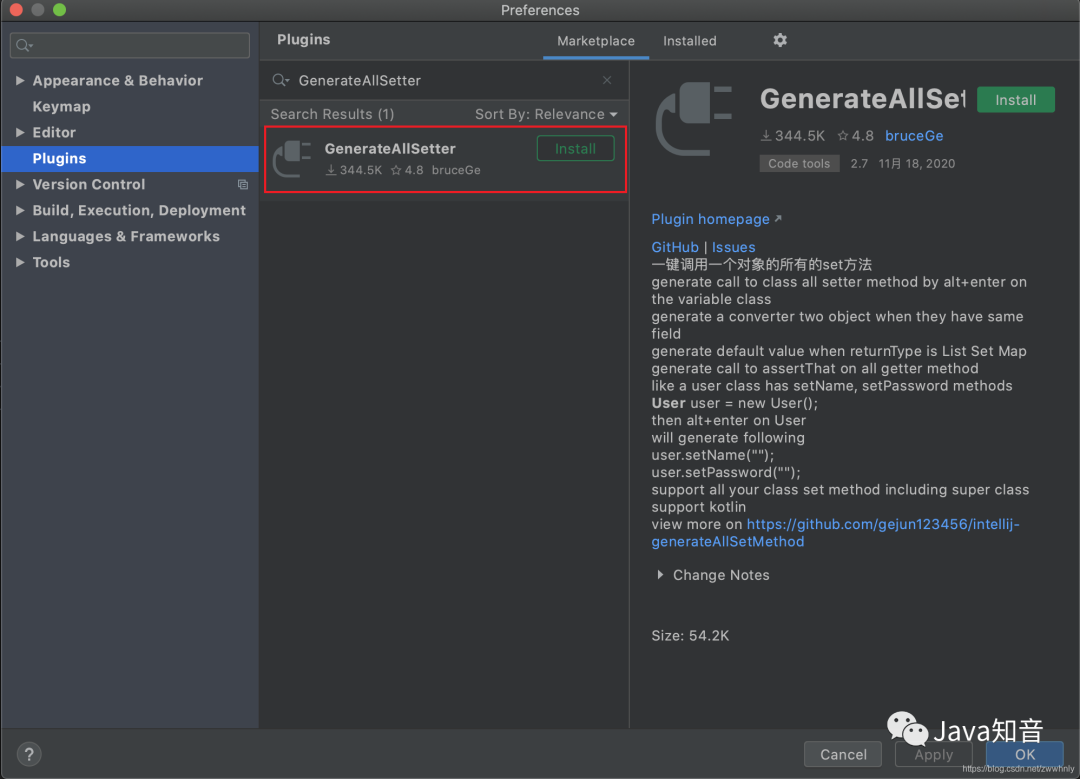 Preferences
Plugins
Marketplace
Installed
Appearance & Behavior
Keymap
Editor
Plugins
Version Control
Build, Execution, Deployment
Languages & Frameworks
Tools
GenerateAllSetter
Search Results (1)
Sort By: Relevance
GenerateAllSetter
344.5K 4.8 bruceGe
Install
GenerateAllSet
Install
344.5K 4.8 bruceGe
Code tools 2.7 11月 18, 2020
Plugin homepage
GitHub | Issues
一键调用一个对象的所有的set方法
generate call to class all setter method by alt+enter on
the variable class
generate a converter two object when they have same
field
generate default value when returnType is List Set Map
generate call to assertThat on all getter method
like a user class has setName, setPassword methods
User user = new User();
then alt+enter on User
will generate following
user.setName("");
user.setPassword("");
support all your class set method including super class
support kotlin
view more on https://github.com/gejun123456/intellij-
generateAllSetMethod
Change Notes
Size: 54.2K
Java知音
?
Cancel
Apply
OK
https://blog.csdn.net/zwwhnly